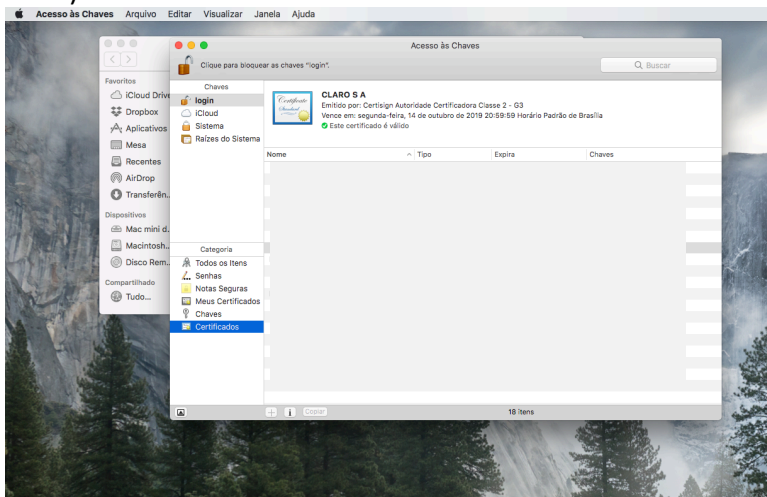 Acesso às Chaves Arquivo Editar Visualizar Janela Ajuda
Acesso às Chaves
Clique para bloquear as chaves "login".
Buscar
Favoritos
iCloud Drive
Dropbox
Aplicativos
Mesa
Recentes
AirDrop
Transferên...
Dispositivos
Mac mini d...
Macintosh...
Disco Rem...
Compartilhado
Tudo...
Chaves
login
iCloud
Sistema
Raízes do Sistema
Certificate
Standard
CLARO S A
Emitido por: Certisign Autoridade Certificadora Classe 2 - G3
Vence em: segunda-feira, 14 de outubro de 2019 20:59:59 Horário Padrão de Brasília
Este certificado é válido
Nome Tipo Expira Chaves
Categoria
Todos os Itens
Senhas
Notas Seguras
Meus Certificados
Chaves
Certificados
Copiar
18 itens